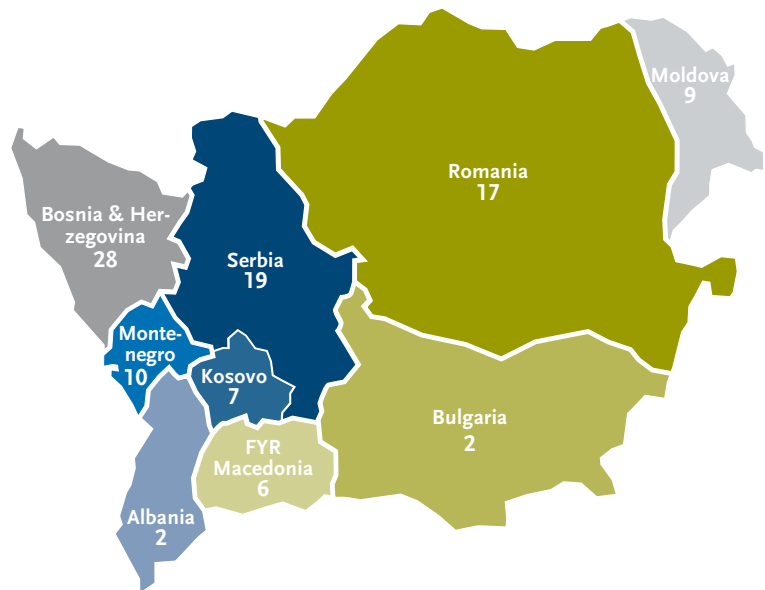 Moldova
9
Romania
17
Bosnia & Her-
zegovina
28
Serbia
19
Monte-
negro
10
Kosovo
7
Bulgaria
2
FYR
Macedonia
6
Albania
2